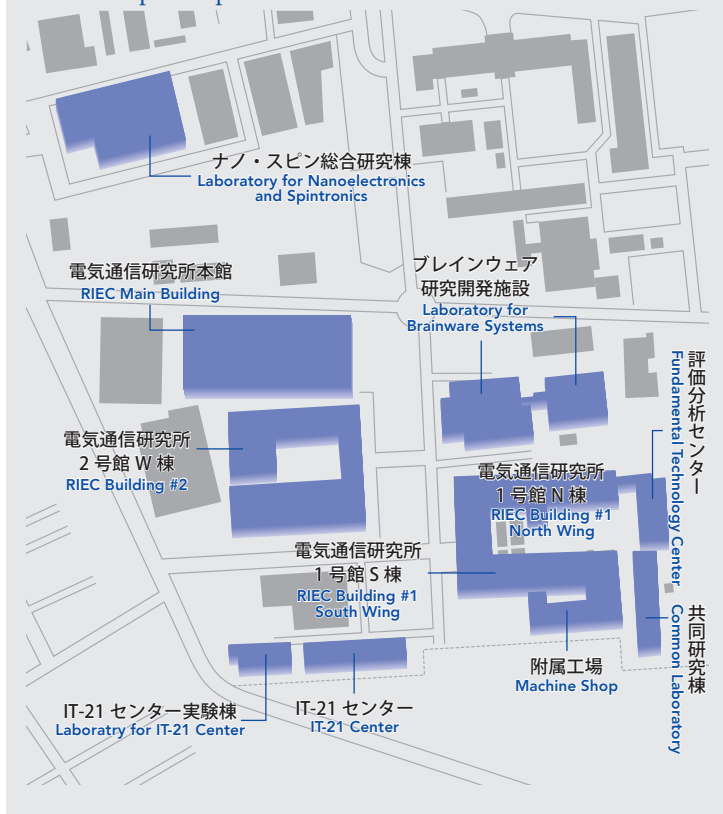 ナノ・スピン総合研究棟
Laboratory for Nanoelectronics
and Spintronics
電気通信研究所本館
RIEC Main Building
ブレインウェア
研究開発施設
Laboratory for
Brainware Systems
評価分析センター
Fundamental Technology Center
電気通信研究所
2 号館 W 棟
RIEC Building #2
電気通信研究所
1 号館 N 棟
RIEC Building #1
North Wing
電気通信研究所
1 号館 S 棟
RIEC Building #1
South Wing
共同研究棟
Common Laboratory
附属工場
Machine Shop
IT-21 センター実験棟
Laboratry for IT-21 Center
IT-21 センター
IT-21 Center